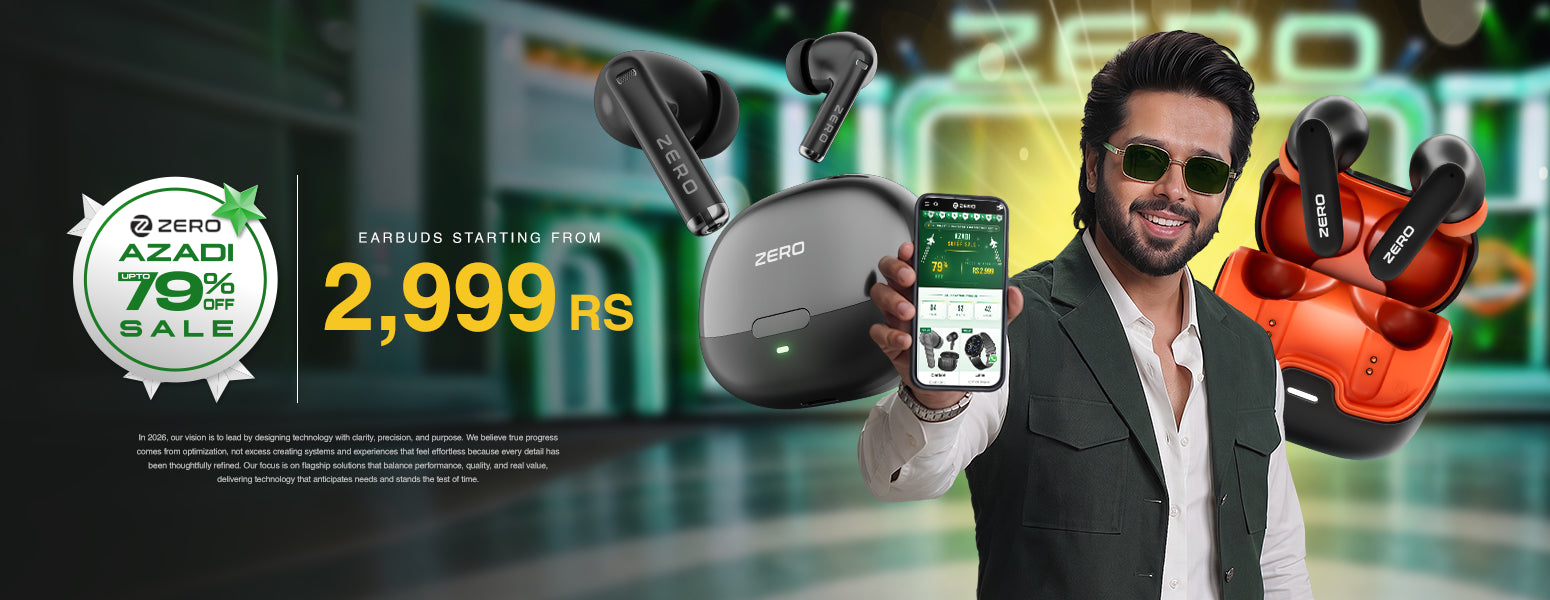 ZERO
AZADI
UPTO
79% OFF
SALE
EARBUDS STARTING FROM
2,999 RS
In 2026, our vision is to lead by designing technology with clarity, precision, and purpose. We believe true progress
comes from optimization, not excess creating systems and experiences that feel effortless because every detail has
been thoughtfully refined. Our focus is on flagship solutions that balance performance, quality, and real value,
delivering technology that anticipates needs and stands the test of time.
ZERO
ZERO
ZERO
ZERO
ZERO
AZADI
SUPER SALE
79%
OFF
RS 2,999
ZERO
ZERO